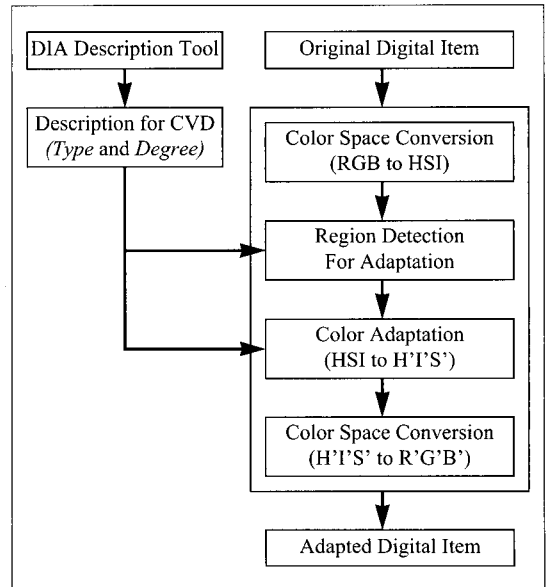 DIA Description Tool
Original Digital Item
Description for CVD
(Type and Degree)
Color Space Conversion
(RGB to HSI)
Region Detection
For Adaptation
Color Adaptation
(HSI to H'I'S')
Color Space Conversion
(H'I'S' to R'G'B')
Adapted Digital Item